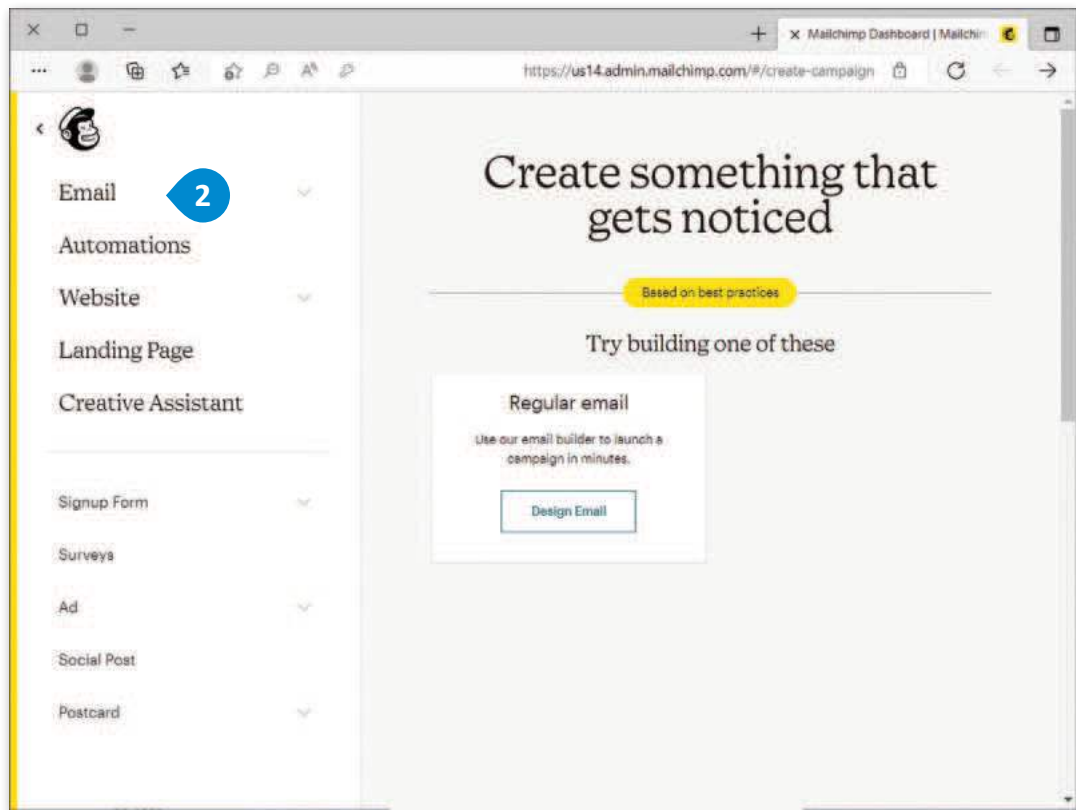 Mailchimp Dashboard | Mailchim
https://us14.admin.mailchimp.com/#/create-campaign
Email
2
Automations
Website
Landing Page
Creative Assistant
Signup Form
Surveys
Ad
Social Post
Postcard
Create something that
gets noticed
Based on best practices
Try building one of these
Regular email
Use our email builder to launch a
campaign in minutes.
Design Email